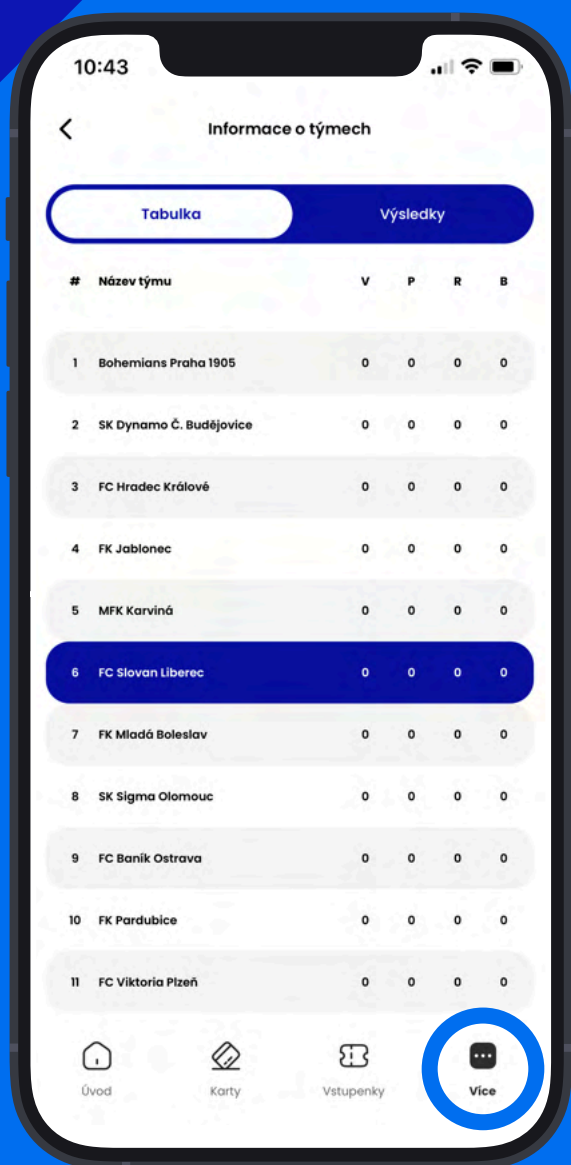 10:43
Informace o týmech
Tabulka Výsledky
# Název týmu V P R B
1 Bohemians Praha 1905 0 0 0 0
2 SK Dynamo Č. Budějovice 0 0 0 0
3 FC Hradec Králové 0 0 0 0
4 FK Jablonec 0 0 0 0
5 MFK Karviná 0 0 0 0
6 FC Slovan Liberec 0 0 0 0
7 FK Mladá Boleslav 0 0 0 0
8 SK Sigma Olomouc 0 0 0 0
9 FC Baník Ostrava 0 0 0 0
10 FK Pardubice 0 0 0 0
11 FC Viktoria Plzeň 0 0 0 0
Úvod Karty Vstupenky Více